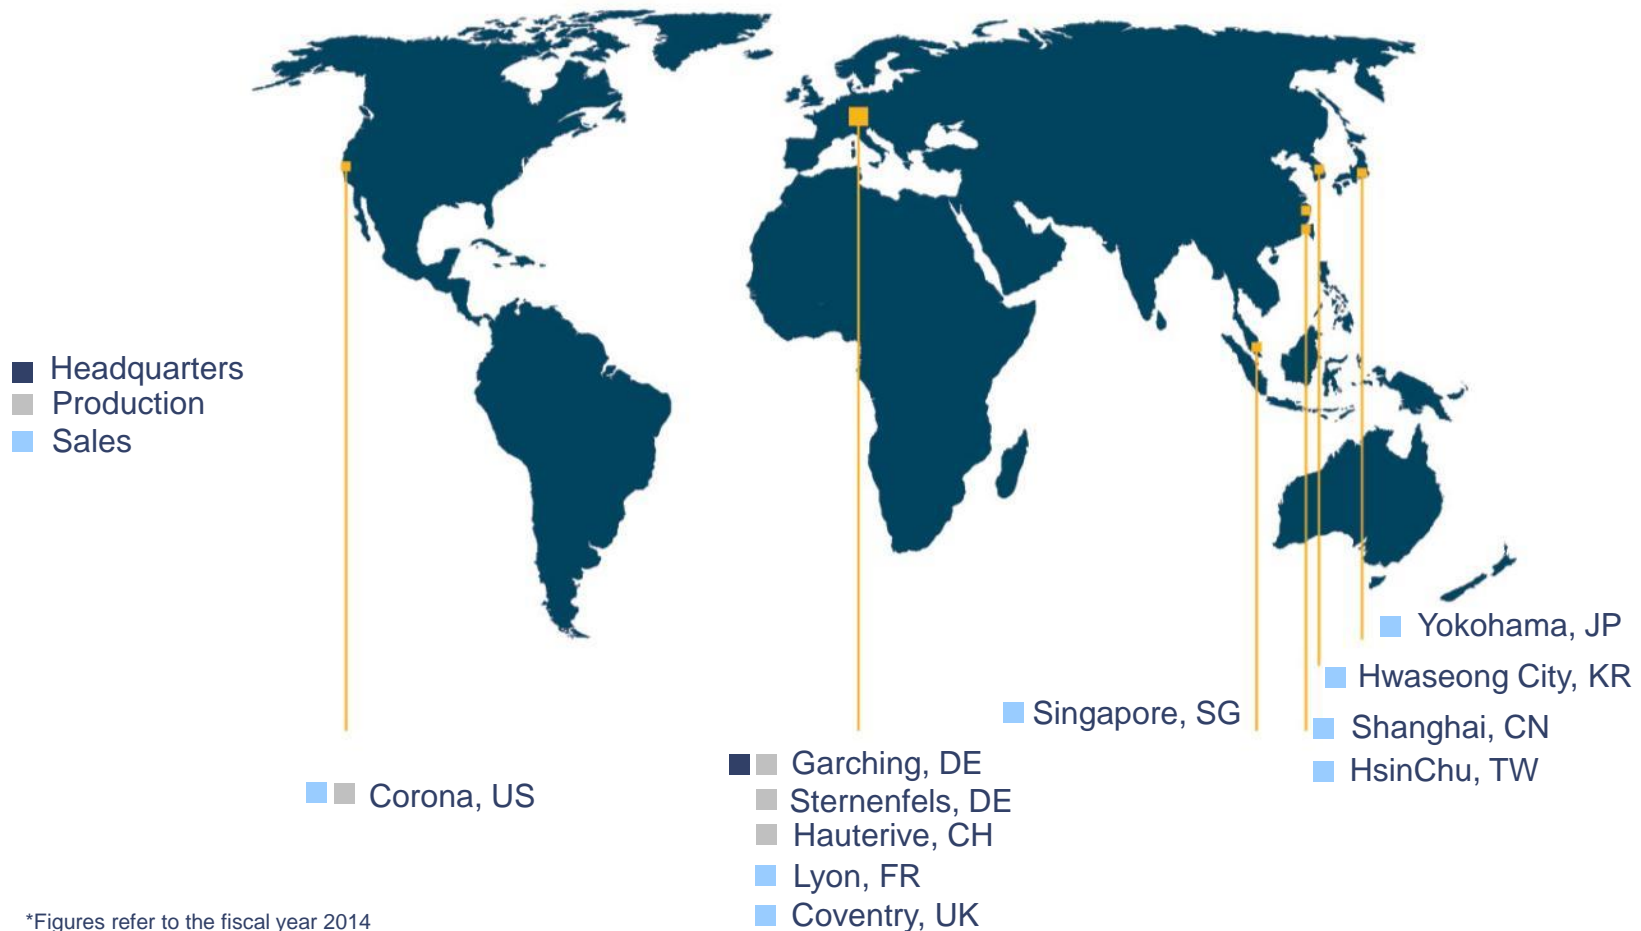 Headquarters
Production
Sales
Yokohama, JP
Hwaseong City, KR
Singapore, SG
Shanghai, CN
HsinChu, TW
Garching, DE
Sternenfels, DE
Hauterive, CH
Lyon, FR
Coventry, UK
Corona, US
*Figures refer to the fiscal year 2014